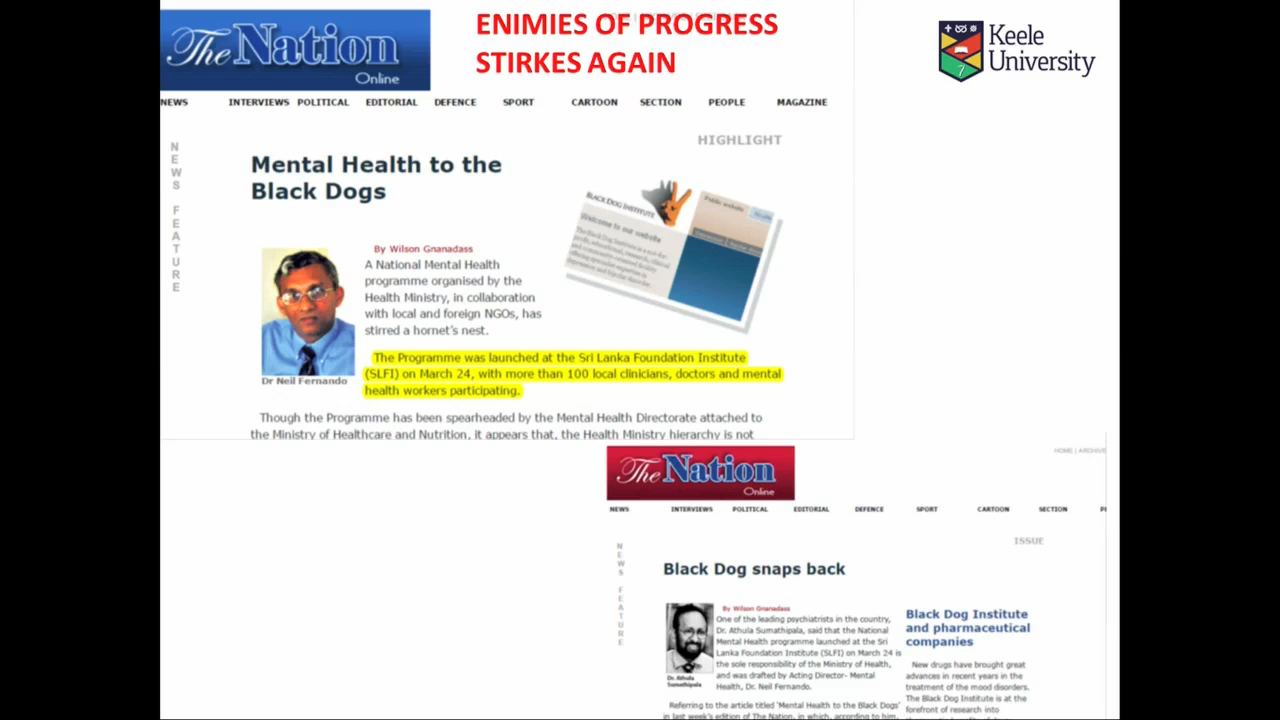 ENIMIES OF PROGRESS
STIRKES AGAIN
Keele
University
The Nation
Online
NEWS INTERVIEWS POLITICAL EDITORIAL DEFENCE SPORT CARTOON SECTION PEOPLE MAGAZINE
NEWS FEATURE
HIGHLIGHT
Mental Health to the
Black Dogs
BLACK DOG INSTITUTE
Welcome to our website
Public website
By Wilson Gnanadass
A National Mental Health
programme organised by the
Health Ministry, in collaboration
with local and foreign NGOs, has
stirred a hornet's nest.
Dr Neil Fernando
The Programme was launched at the Sri Lanka Foundation Institute
(SLFI) on March 24, with more than 100 local clinicians, doctors and mental
health workers participating.
Though the Programme has been spearheaded by the Mental Health Directorate attached to
the Ministry of Healthcare and Nutrition, it appears that, the Health Ministry hierarchy is not
The Nation
Online
HOME | ARCHIVE
NEWS INTERVIEWS POLITICAL EDITORIAL DEFENCE SPORT CARTOON SECTION
NEWS FEATURE
ISSUE
Black Dog snaps back
By Wilson Gnanadass
One of the leading psychiatrists in the country,
Dr. Athula Sumathipala, said that the National
Mental Health programme launched at the Sri
Lanka Foundation Institute (SLFI) on March 24 is
the sole responsibility of the Ministry of Health,
and was drafted by Acting Director- Mental
Health, Dr. Neil Fernando.
Dr. Athula
Sumathipala
Referring to the article titled 'Mental Health to the Black Dogs'
in last week's edition of The Nation, in which, according to him,
Black Dog Institute
and pharmaceutical
companies
New drugs have brought great
advances in recent years in the
treatment of the mood disorders.
The Black Dog Institute is at the
forefront of research into